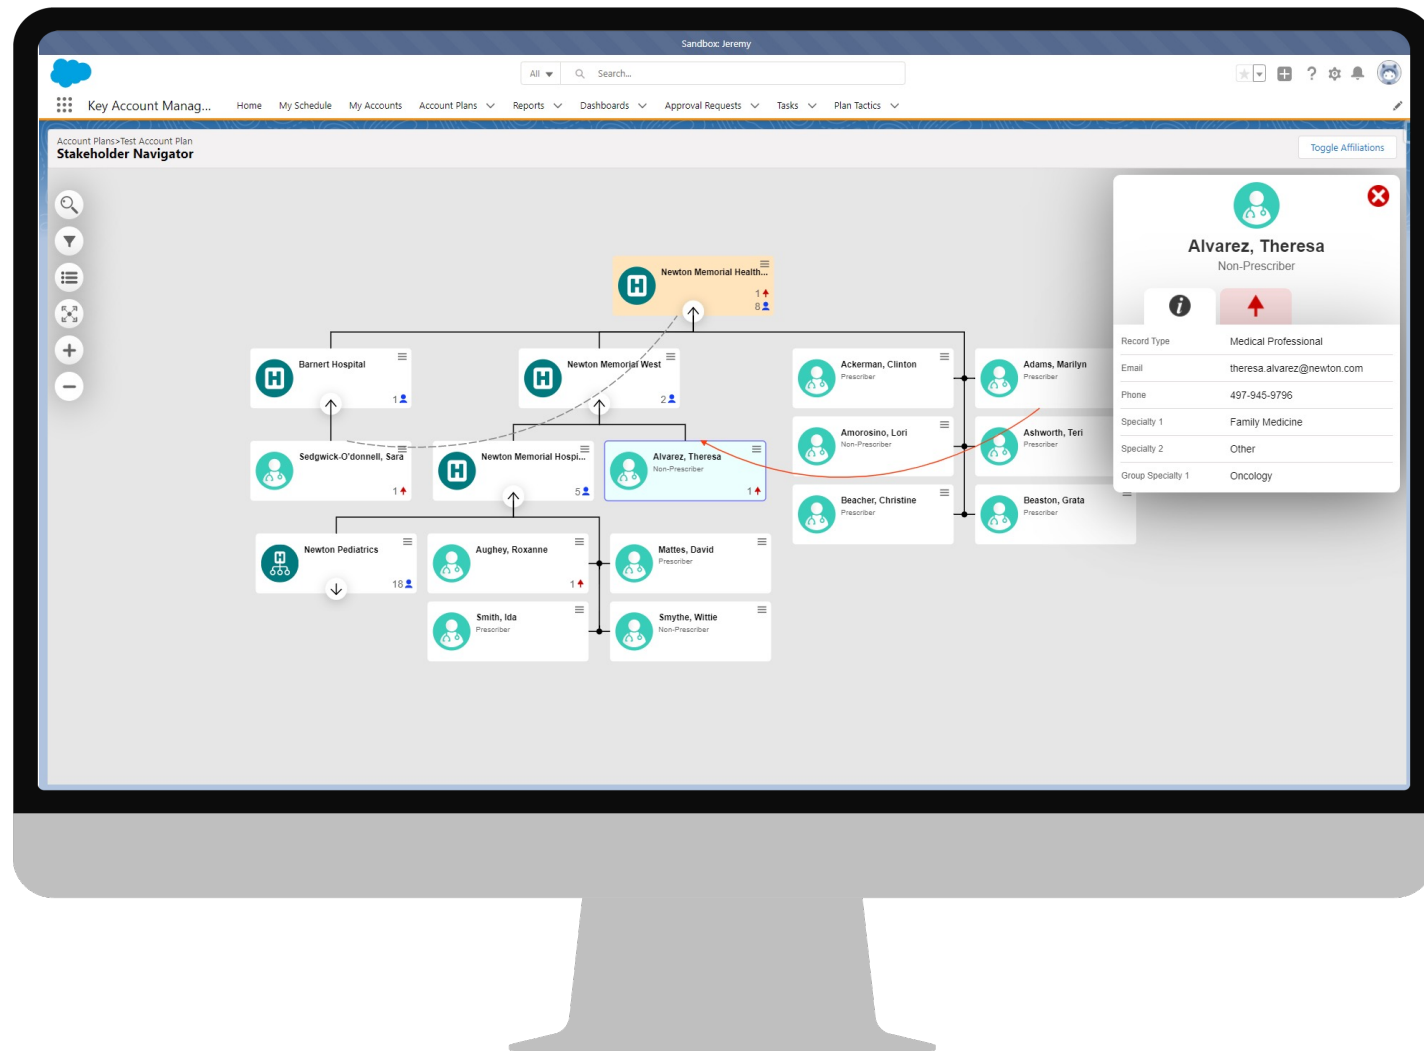 Sandbox: Jeremy
All
Search...
Key Account Manag...
Home
My Schedule
My Accounts
Account Plans
Reports
Dashboards
Approval Requests
Tasks
Plan Tactics
Account Plans>Test Account Plan
Stakeholder Navigator
Toggle Affiliations
Alvarez, Theresa
Non-Prescriber
Record Type Medical Professional
Email theresa.alvarez@newton.com
Phone 497-945-9796
Specialty 1 Family Medicine
Specialty 2 Other
Group Specialty 1 Oncology
Newton Memorial Health...
1
8
Barnert Hospital
1
Newton Memorial West
2
Ackerman, Clinton
Prescriber
Adams, Marilyn
Prescriber
Sedgwick-O'donnell, Sara
1
Newton Memorial Hospi...
5
Alvarez, Theresa
Non-Prescriber
1
Amorosino, Lori
Non-Prescriber
Ashworth, Teri
Prescriber
Beacher, Christine
Prescriber
Beaston, Grata
Prescriber
Newton Pediatrics
18
Aughey, Roxanne
1
Mattes, David
Prescriber
Smith, Ida
Prescriber
Smythe, Wittie
Non-Prescriber